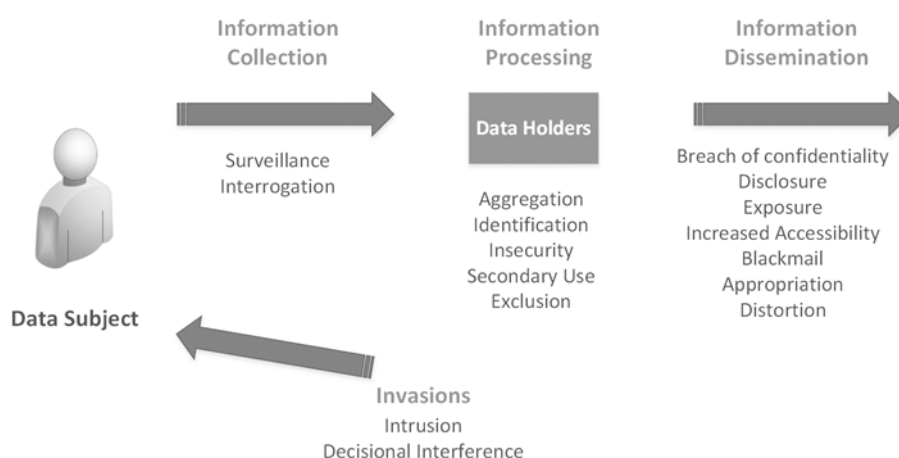 Information
Collection
Surveillance
Interrogation
Information
Processing
Data Holders
Aggregation
Identification
Insecurity
Secondary Use
Exclusion
Information
Dissemination
Breach of confidentiality
Disclosure
Exposure
Increased Accessibility
Blackmail
Appropriation
Distortion
Data Subject
Invasions
Intrusion
Decisional Interference